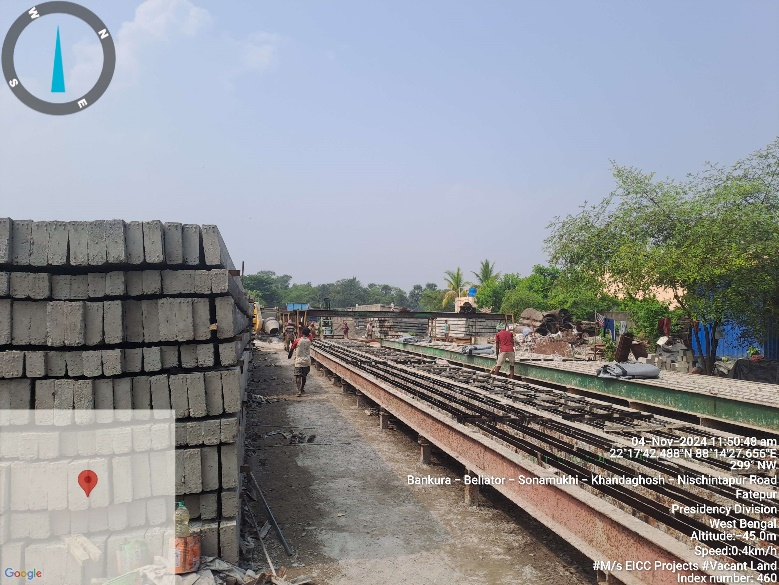 W
N
S
E
04-Nov-2024 11:50:48 am
22°17'42.488"N 88°14'27.656"E
299° NW
Bankura - Beliator - Sonamukhi - Khandaghosh - Nischintapur Road
Fatepur
Presidency Division
West Bengal
Altitude:-45.0m
Speed:0.4km/h
#M/s EICC Projects #Vacant Land
Index number: 460
Google